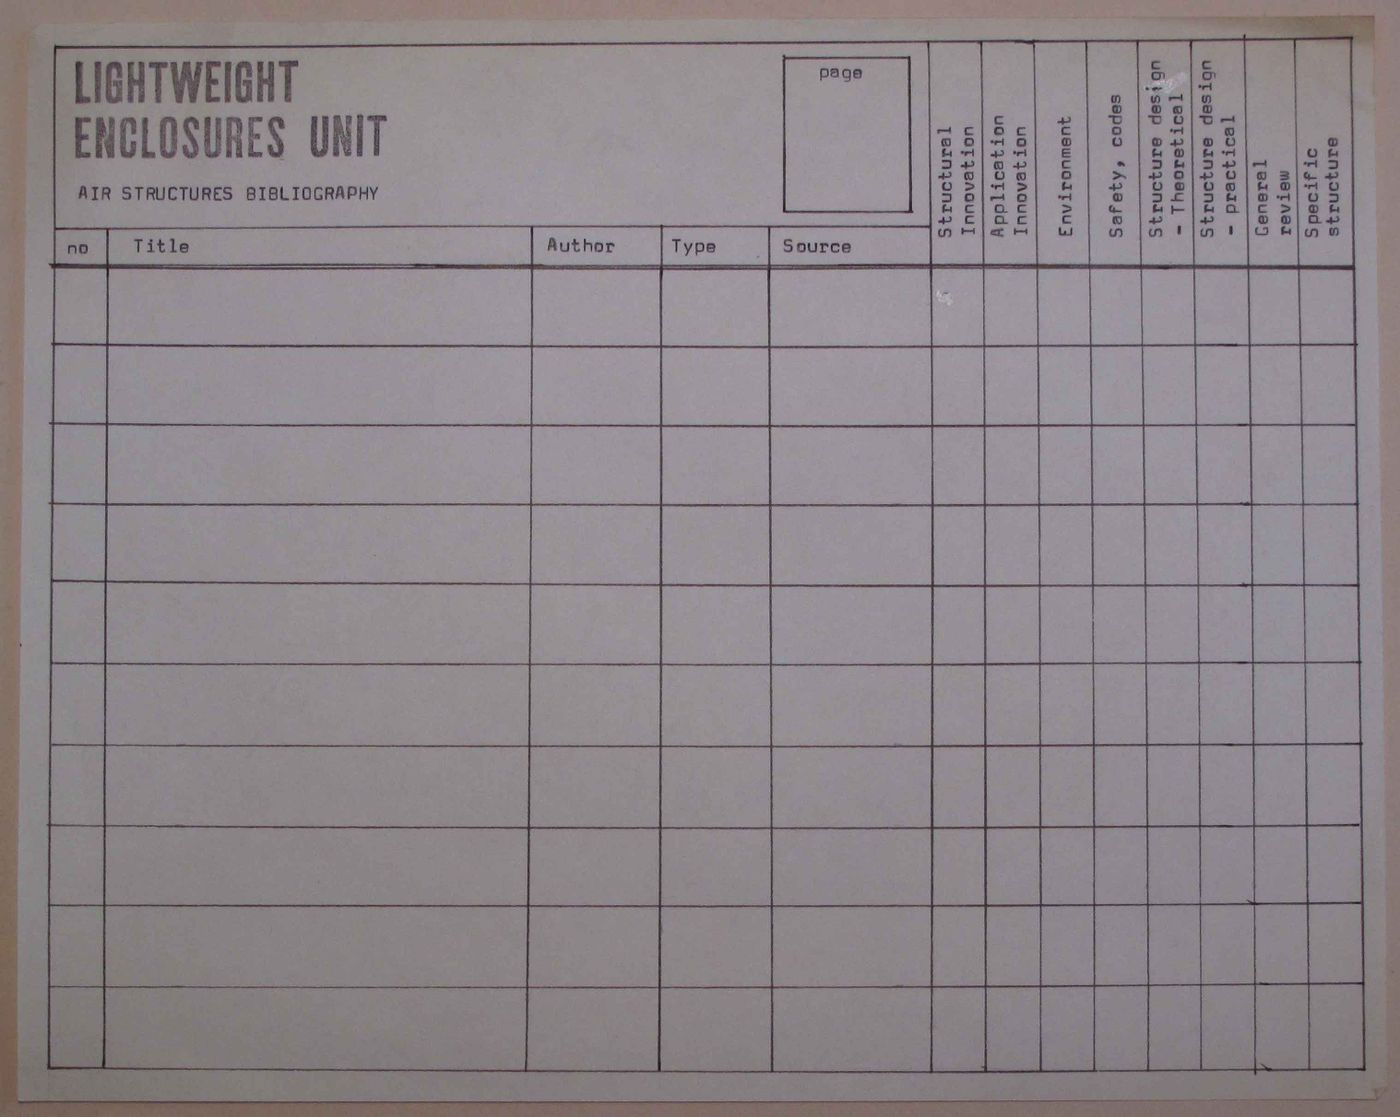 LIGHTWEIGHT
ENCLOSURES UNIT
AIR STRUCTURES BIBLIOGRAPHY
page
no
Title
Author
Type
Source
Structural
Innovation
Application
Innovation
Environment
Safety, codes
Structure design
- Theoretical
Structure design
- practical
General
review
Specific
structure